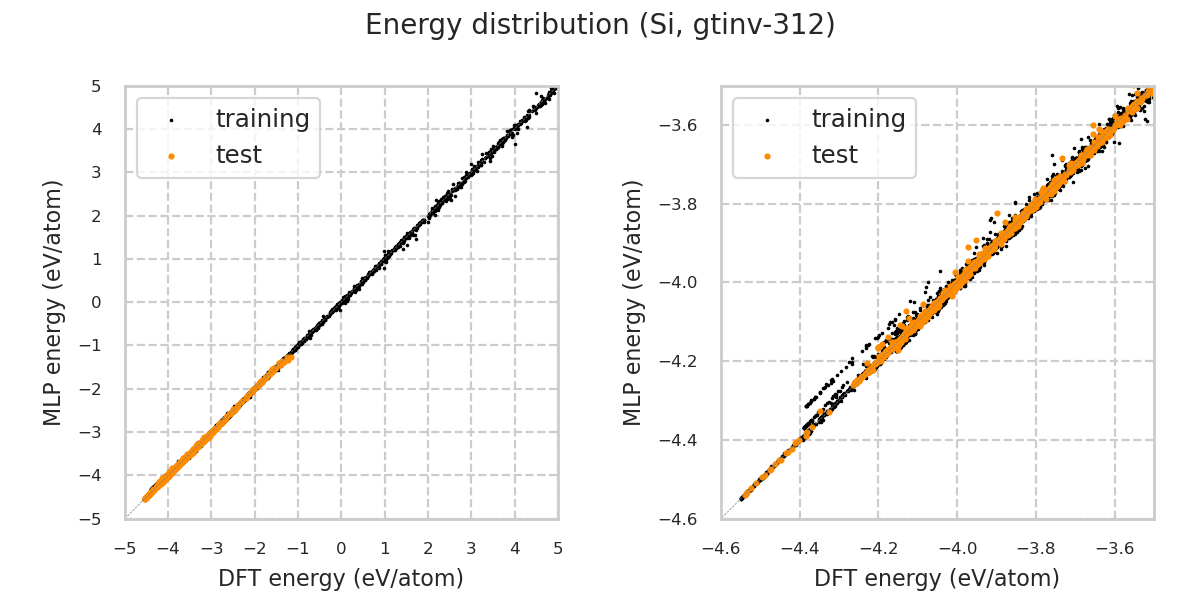 Energy distribution (Si, gtinv-312)
MLP energy (eV/atom)
5
4
3
2
1
0
−1
−2
−3
−4
−5
training
test
−5 −4 −3 −2 −1 0 1 2 3 4 5
DFT energy (eV/atom)
MLP energy (eV/atom)
−3.6
−3.8
−4.0
−4.2
−4.4
−4.6
training
test
−4.6 −4.4 −4.2 −4.0 −3.8 −3.6
DFT energy (eV/atom)